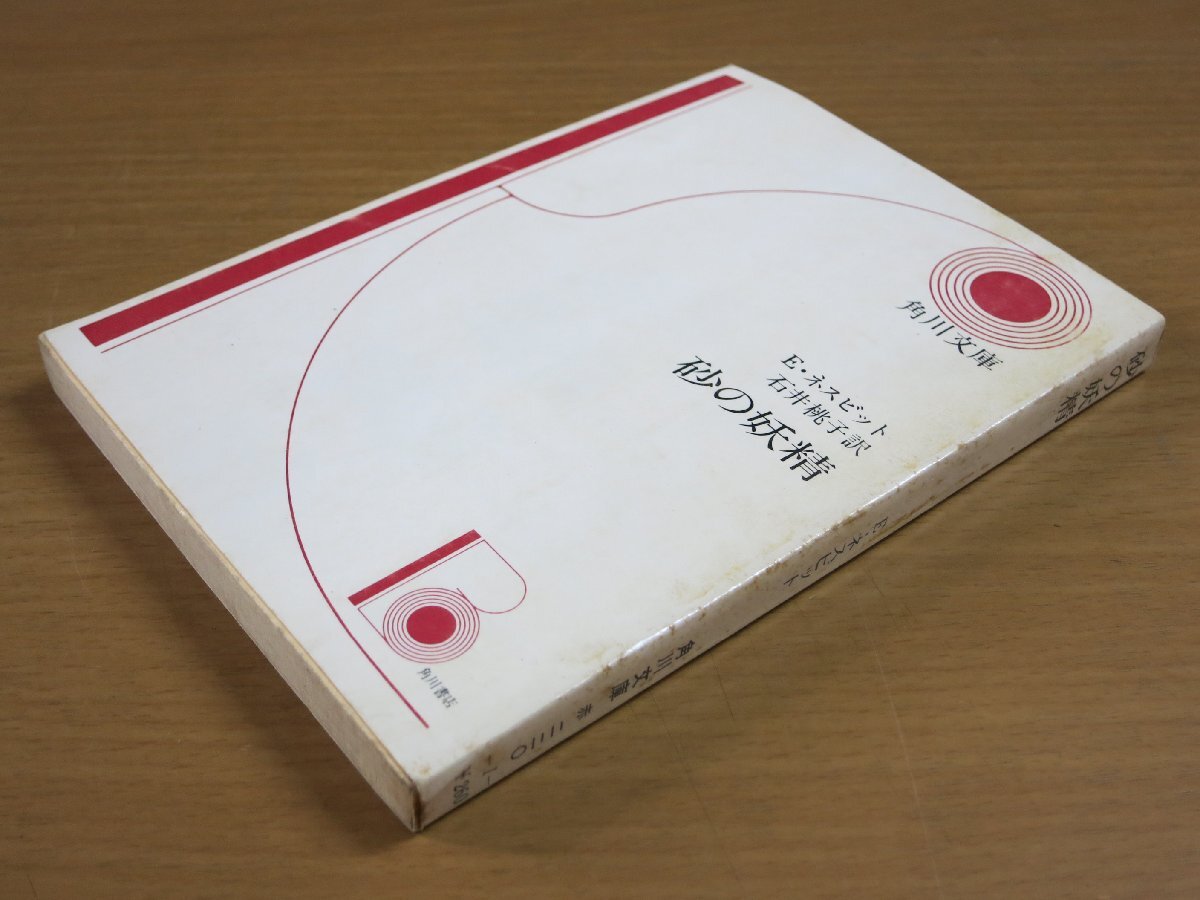 角川文庫
E・ネスビット
石井桃子訳
砂の妖精
角川書店
砂の妖精
E・ネスビット
角川文庫 赤 二二〇
¥260